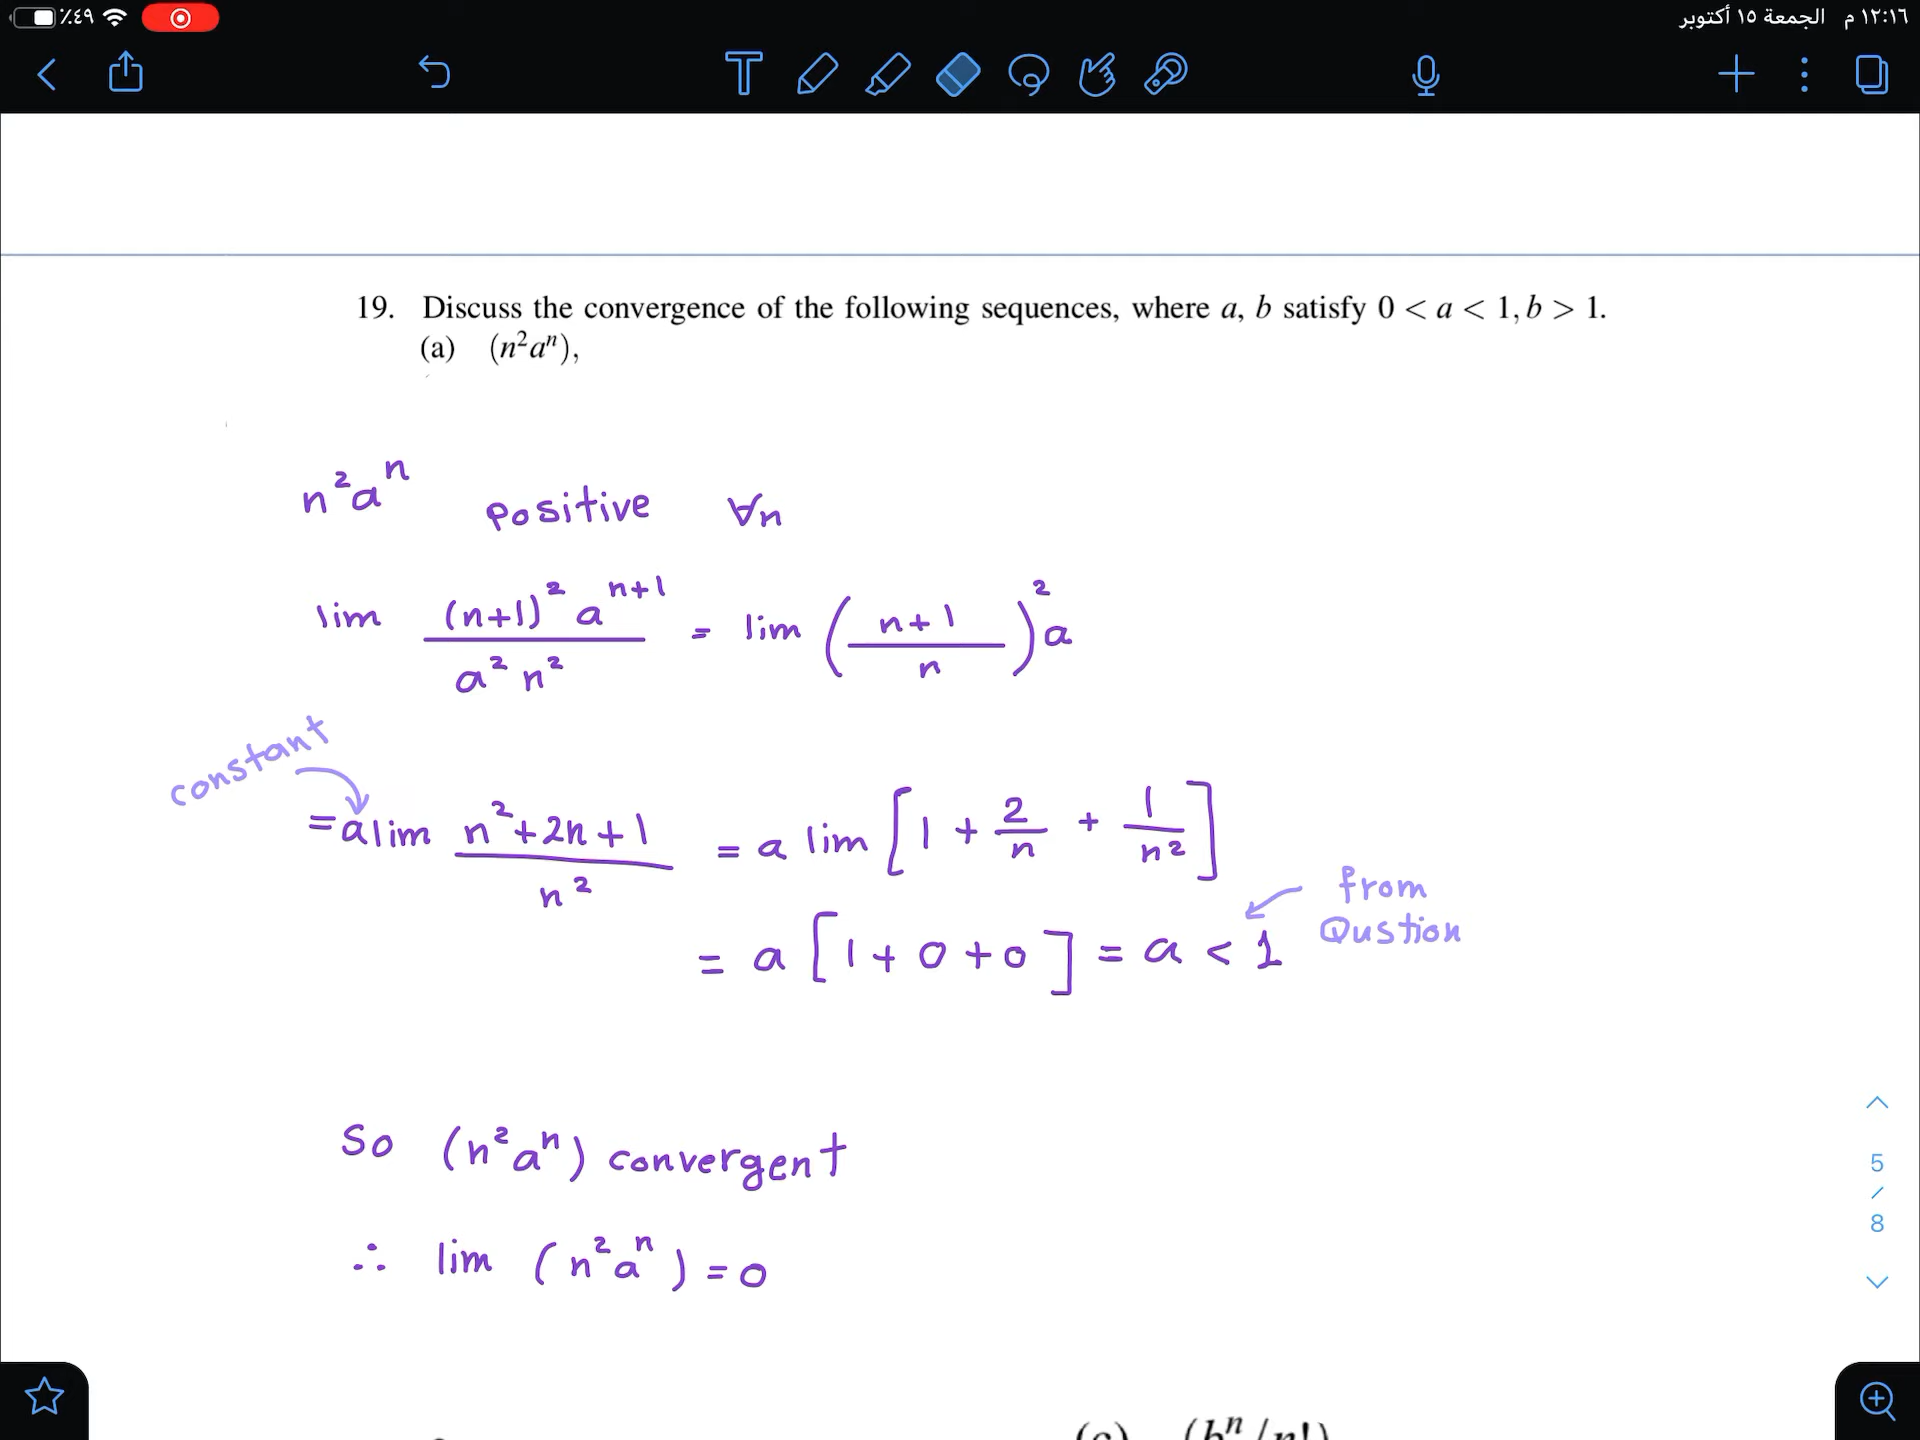 ٪٤٩
١٢:١٦ م الجمعة ١٥ أكتوبر
19. Discuss the convergence of the following sequences, where a, b satisfy 0 < a < 1, b > 1.
(a) (n²aⁿ),
n²aⁿ positive ∀n
lim (n+1)² aⁿ⁺¹ / a² n² = lim ( n+1 / n )² a
constant
= a lim n²+2n+1 / n² = a lim [ 1 + 2/n + 1/n² ]
from
Qustion
= a [ 1 + 0 + 0 ] = a < 1
So (n²aⁿ) convergent
∴ lim (n²aⁿ) = 0
5
/
8
(c) (bⁿ/n!)